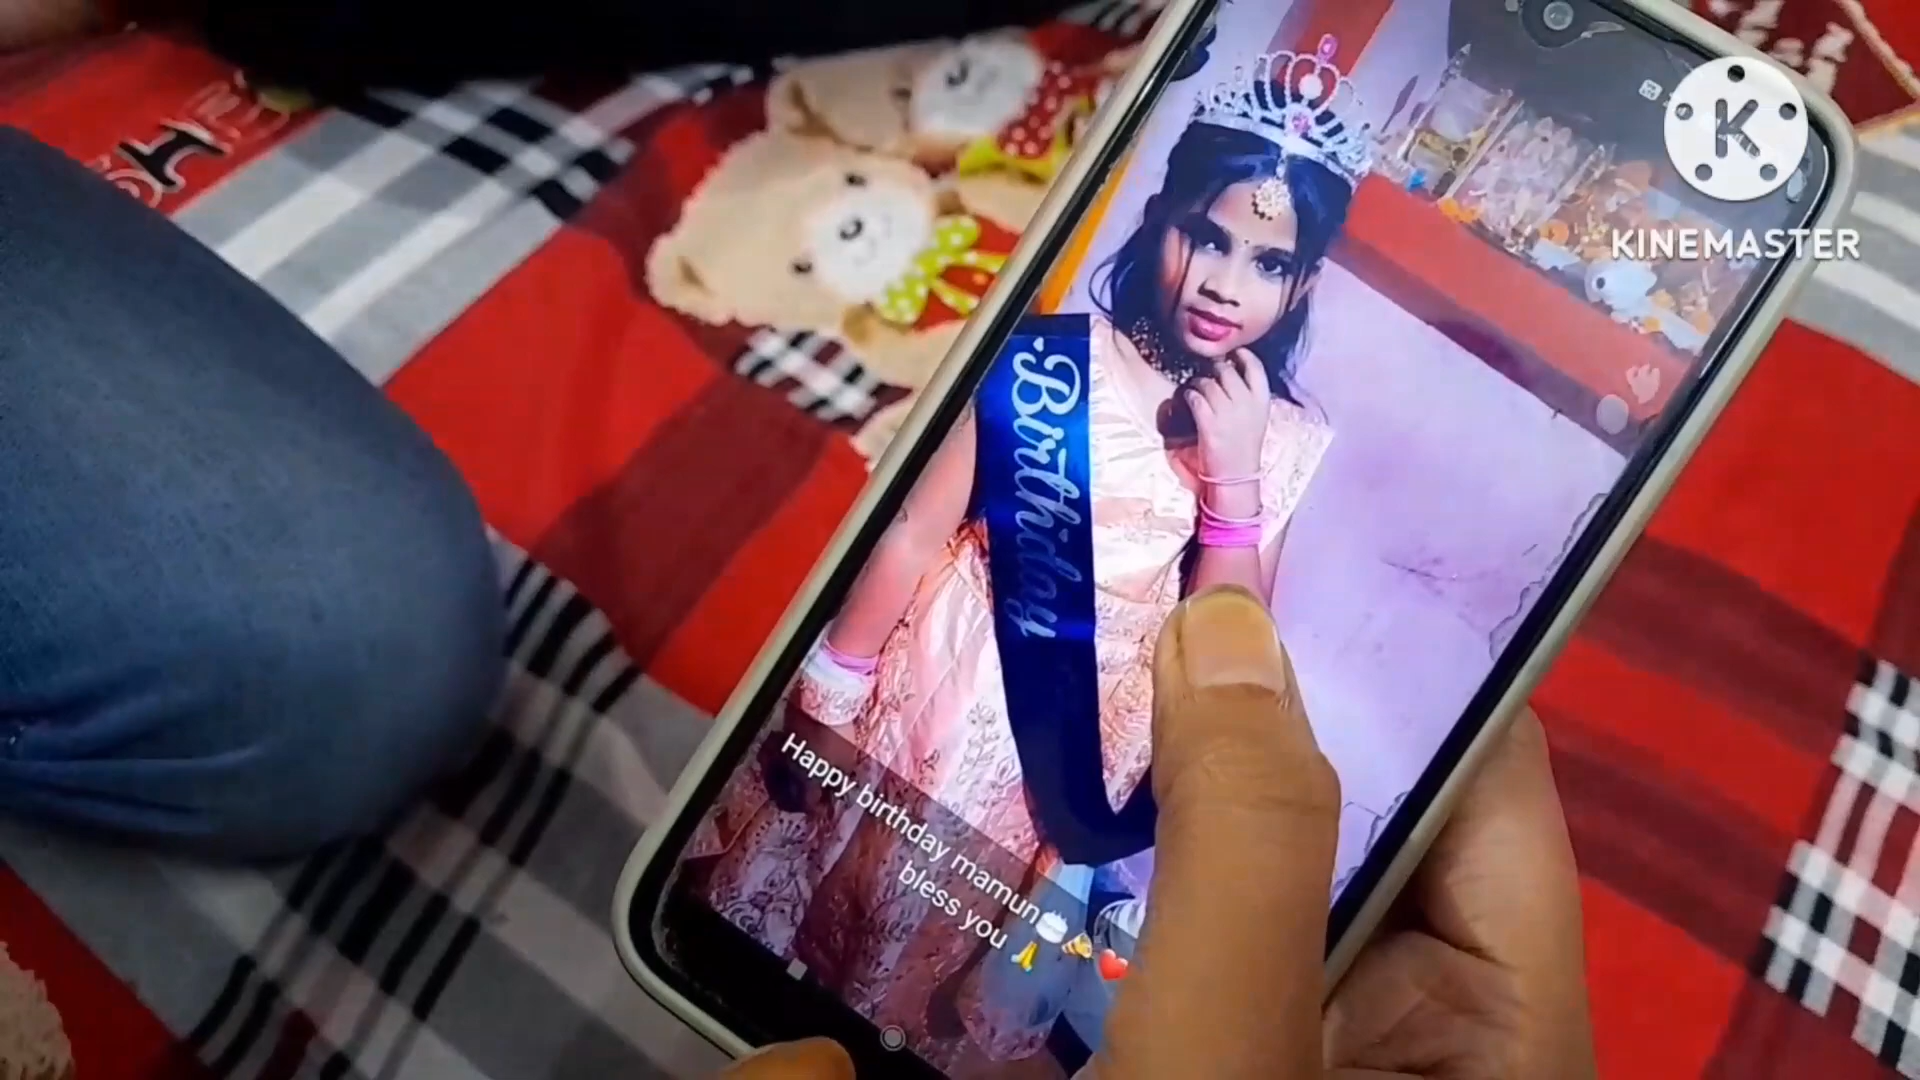 K
KINEMASTER
Birthday
Happy birthday mamun🎂🎉❤️
bless you 🙏